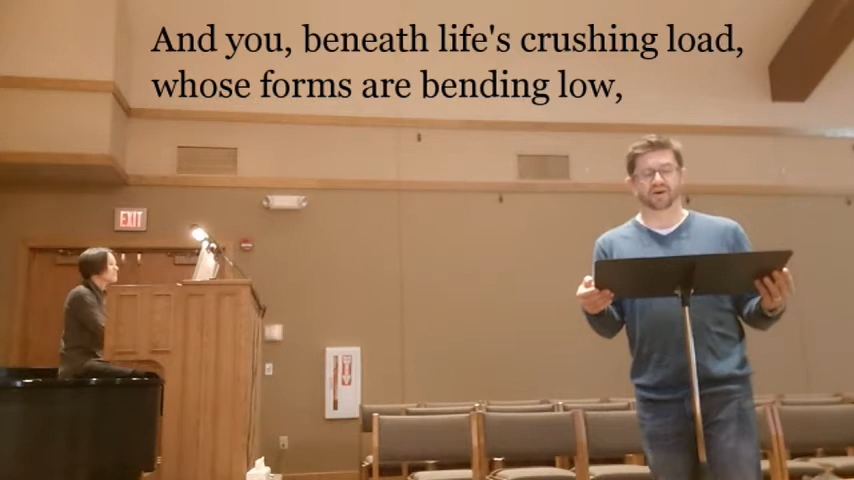 And you, beneath life's crushing load,
whose forms are bending low,
EXIT